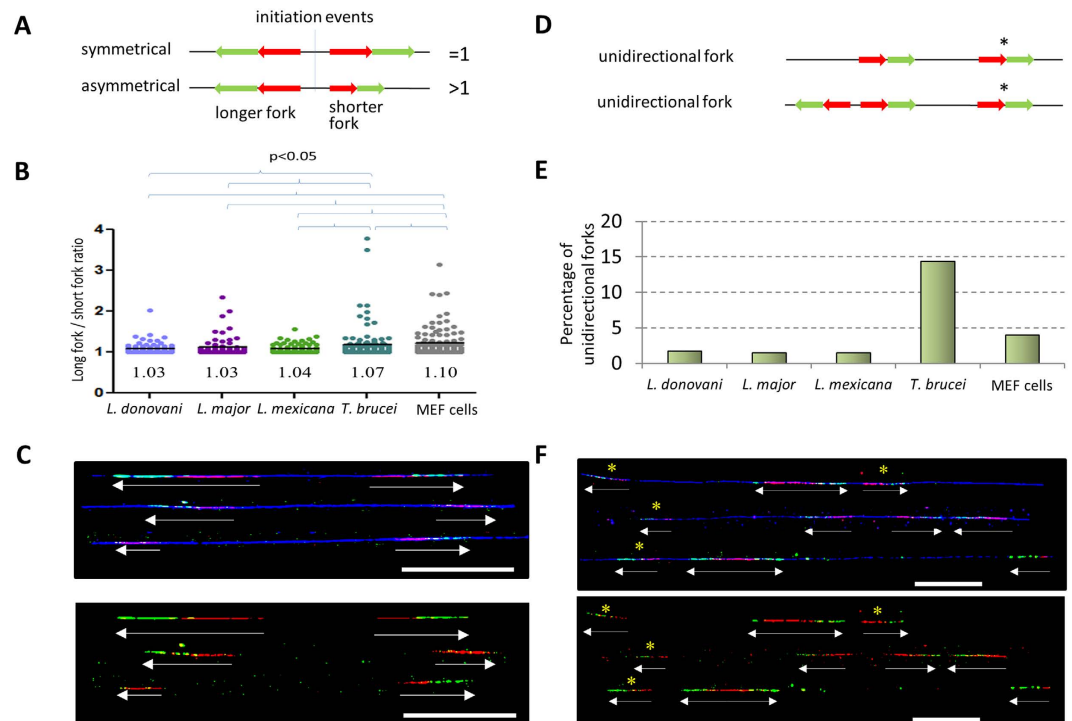 A
initiation events
symmetrical
=1
asymmetrical
>1
longer fork
shorter
fork
B
p<0.05
Long fork / short fork ratio
4
3
2
1
0
1.03
1.03
1.04
1.07
1.10
L. donovani
L. major
L. mexicana
T. brucei
MEF cells
C
D
*
unidirectional fork
*
unidirectional fork
E
Percentage of
unidirectional forks
20
15
10
5
0
L. donovani
L. major
L. mexicana
T. brucei
MEF cells
F
*
*
*
*
*
*
*
*